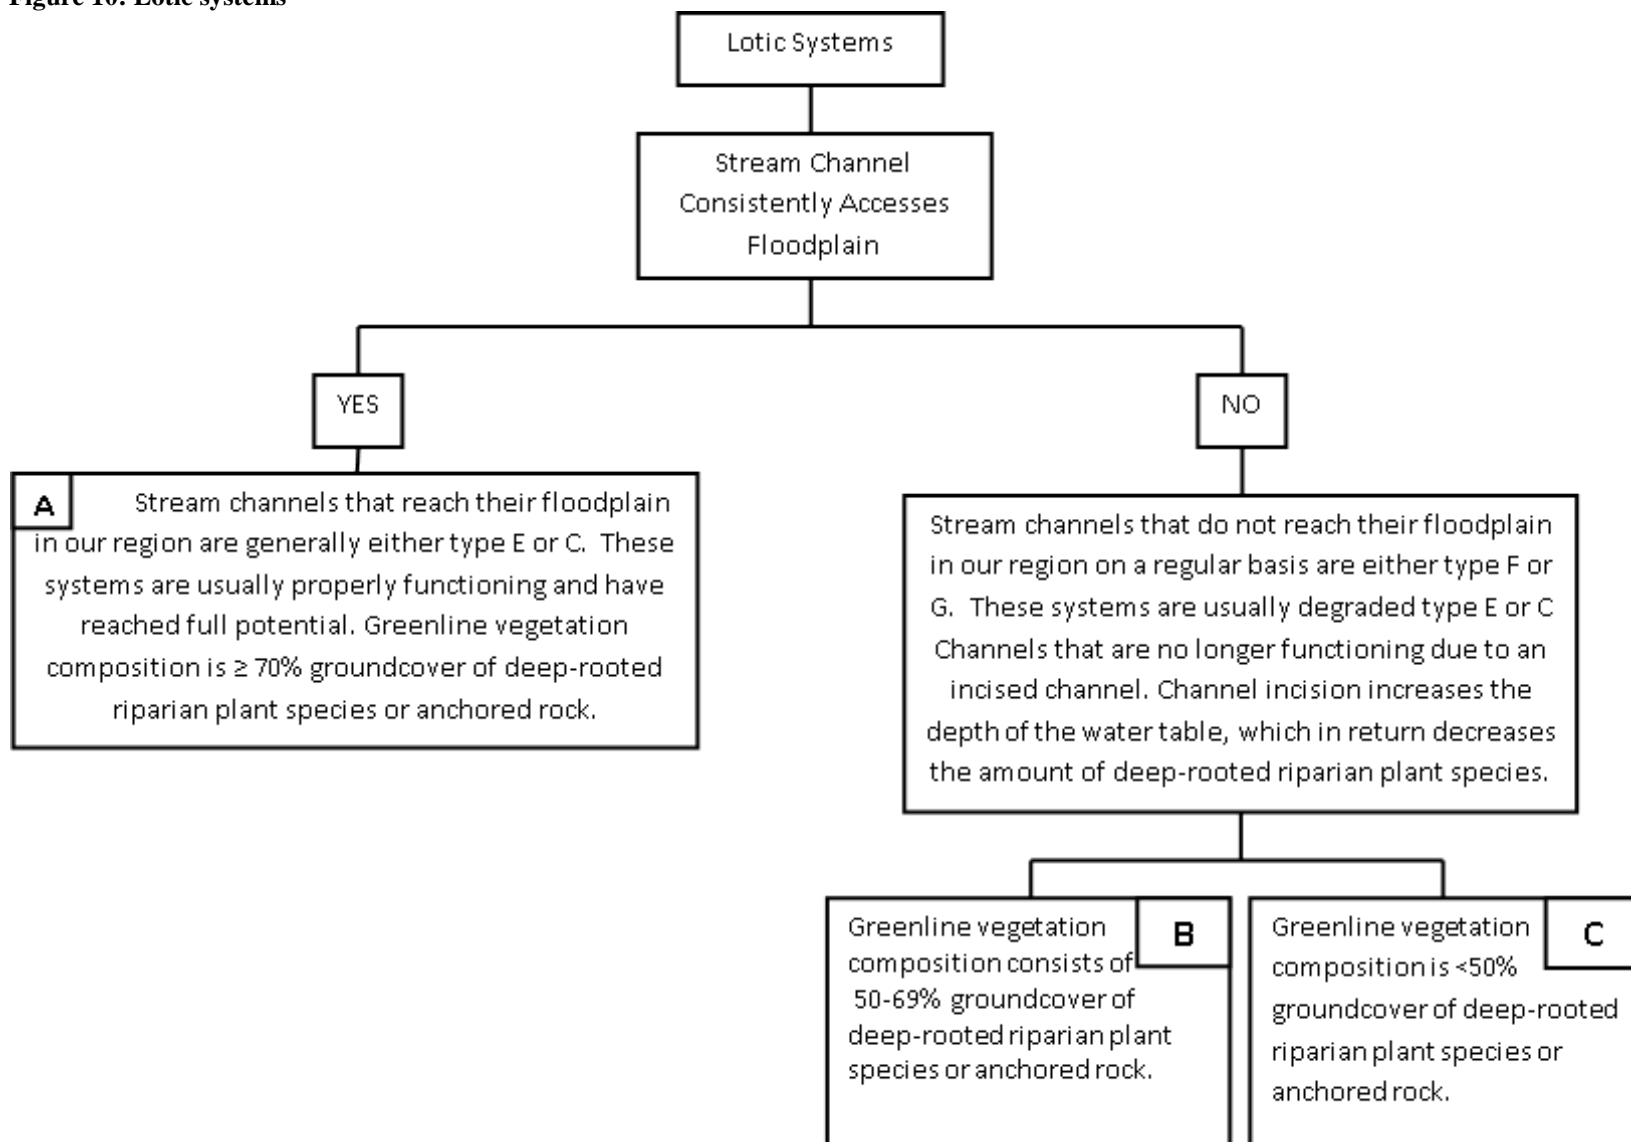 Figure 10: Lotic systems
Lotic Systems
Stream Channel
Consistently Accesses
Floodplain
YES
NO
A
Stream channels that reach their floodplain
in our region are generally either type E or C. These
systems are usually properly functioning and have
reached full potential. Greenline vegetation
composition is ≥ 70% groundcover of deep-rooted
riparian plant species or anchored rock.
Stream channels that do not reach their floodplain
in our region on a regular basis are either type F or
G. These systems are usually degraded type E or C
Channels that are no longer functioning due to an
incised channel. Channel incision increases the
depth of the water table, which in return decreases
the amount of deep-rooted riparian plant species.
B
Greenline vegetation
composition consists of
50-69% groundcover of
deep-rooted riparian plant
species or anchored rock.
C
Greenline vegetation
composition is <50%
groundcover of deep-rooted
riparian plant species or
anchored rock.